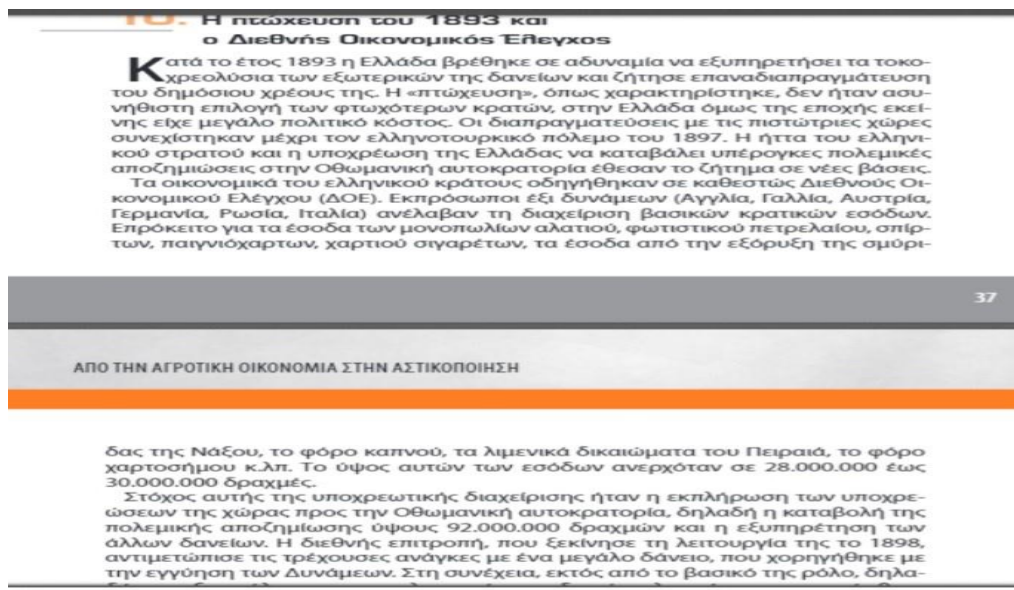 10. Η πτώχευση του 1893 και
ο Διεθνής Οικονομικός Έλεγχος
Κατά το έτος 1893 η Ελλάδα βρέθηκε σε αδυναμία να εξυπηρετήσει τα τοκο-
χρεολύσια των εξωτερικών της δανείων και ζήτησε επαναδιαπραγμάτευση
του δημόσιου χρέους της. Η «πτώχευση», όπως χαρακτηρίστηκε, δεν ήταν ασυ-
νήθιστη επιλογή των φτωχότερων κρατών, στην Ελλάδα όμως της εποχής εκεί-
νης είχε μεγάλο πολιτικό κόστος. Οι διαπραγματεύσεις με τις πιστώτριες χώρες
συνεχίστηκαν μέχρι τον ελληνοτουρκικό πόλεμο του 1897. Η ήττα του ελληνι-
κού στρατού και η υποχρέωση της Ελλάδας να καταβάλει υπέρογκες πολεμικές
αποζημιώσεις στην Οθωμανική αυτοκρατορία έθεσαν το ζήτημα σε νέες βάσεις.
Τα οικονομικά του ελληνικού κράτους οδηγήθηκαν σε καθεστώς Διεθνούς Οι-
κονομικού Ελέγχου (ΔΟΕ). Εκπρόσωποι έξι δυνάμεων (Αγγλία, Γαλλία, Αυστρία,
Γερμανία, Ρωσία, Ιταλία) ανέλαβαν τη διαχείριση βασικών κρατικών εσόδων.
Επρόκειτο για τα έσοδα των μονοπωλίων αλατιού, φωτιστικού πετρελαίου, σπίρ-
των, παιγνιόχαρτων, χαρτιού σιγαρέτων, τα έσοδα από την εξόρυξη της σμύρι-
37
ΑΠΟ ΤΗΝ ΑΓΡΟΤΙΚΗ ΟΙΚΟΝΟΜΙΑ ΣΤΗΝ ΑΣΤΙΚΟΠΟΙΗΣΗ
δας της Νάξου, το φόρο καπνού, τα λιμενικά δικαιώματα του Πειραιά, το φόρο
χαρτοσήμου κ.λπ. Το ύψος αυτών των εσόδων ανερχόταν σε 28.000.000 έως
30.000.000 δραχμές.
Στόχος αυτής της υποχρεωτικής διαχείρισης ήταν η εκπλήρωση των υποχρε-
ώσεων της χώρας προς την Οθωμανική αυτοκρατορία, δηλαδή η καταβολή της
πολεμικής αποζημίωσης ύψους 92.000.000 δραχμών και η εξυπηρέτηση των
άλλων δανείων. Η διεθνής επιτροπή, που ξεκίνησε τη λειτουργία της το 1898,
αντιμετώπισε τις τρέχουσες ανάγκες με ένα μεγάλο δάνειο, που χορηγήθηκε με
την εγγύηση των Δυνάμεων. Στη συνέχεια, εκτός από το βασικό της ρόλο, δηλα-